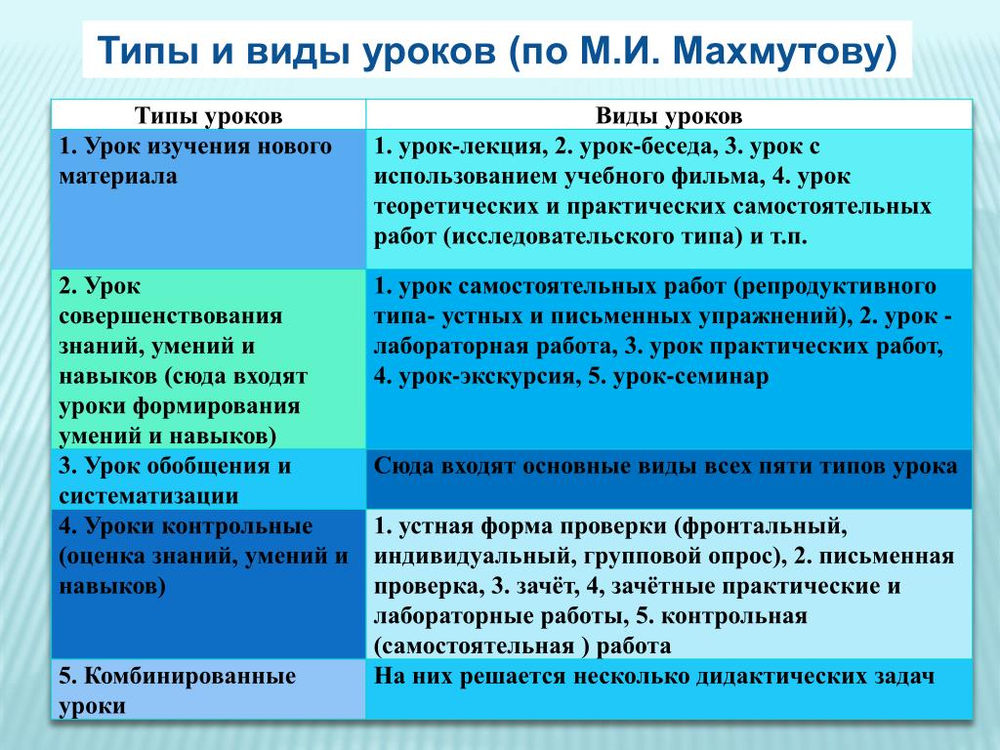 Типы и виды уроков (по М.И. Махмутову)
Типы уроков
Виды уроков
1. Урок изучения нового
материала
1. урок-лекция, 2. урок-беседа, 3. урок с
использованием учебного фильма, 4. урок
теоретических и практических самостоятельных
работ (исследовательского типа) и т.п.
2. Урок
совершенствования
знаний, умений и
навыков (сюда входят
уроки формирования
умений и навыков)
1. урок самостоятельных работ (репродуктивного
типа- устных и письменных упражнений), 2. урок -
лабораторная работа, 3. урок практических работ,
4. урок-экскурсия, 5. урок-семинар
3. Урок обобщения и
систематизации
Сюда входят основные виды всех пяти типов урока
4. Уроки контрольные
(оценка знаний, умений и
навыков)
1. устная форма проверки (фронтальный,
индивидуальный, групповой опрос), 2. письменная
проверка, 3. зачёт, 4, зачётные практические и
лабораторные работы, 5. контрольная
(самостоятельная ) работа
5. Комбинированные
уроки
На них решается несколько дидактических задач